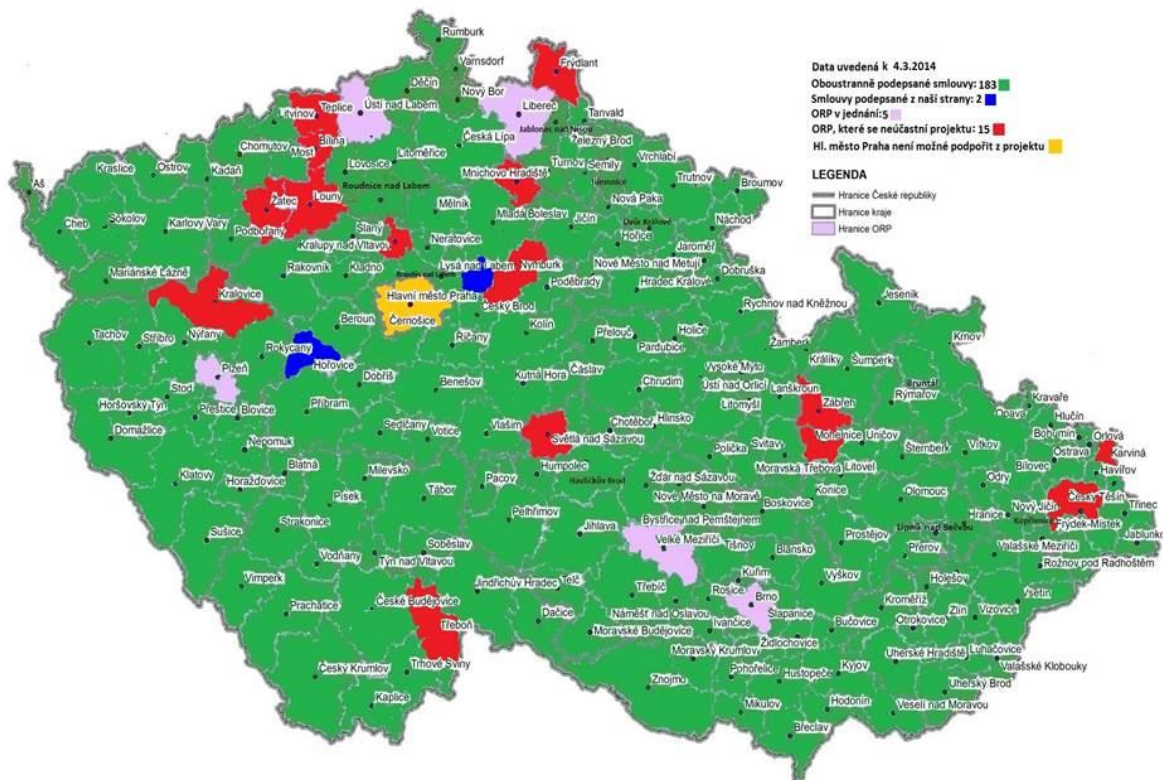 Data uvedená k 4.3.2014
Oboustranně podepsané smlouvy: 183
Smlouvy podepsané z naší strany: 2
ORP v jednání: 5
ORP, které se neúčastní projektu: 15
Hl. město Praha není možné podpořit z projektu
LEGENDA
Hranice České republiky
Hranice kraje
Hranice ORP
Rumburk
Varnsdorf
Frýdlant
Děčín
Nový Bor
Liberec
Litvínov
Teplice
Ústí nad Labem
Tanvald
Jablonec nad Nisou
Železný Brod
Bílina
Most
Česká Lípa
Chomutov
Litoměřice
Lovosice
Turnov
Semily
Vrchlabí
Kraslice
Ostrov
Kadaň
Mnichovo Hradiště
Jilemnice
Trutnov
Broumov
Aš
Roudnice nad Labem
Žatec
Louny
Nová Paka
Mělník
Mladá Boleslav
Jičín
Dvůr Králové
Náchod
Cheb
Sokolov
Karlovy Vary
Podbořany
Slaný
Kralupy nad Vltavou
Neratovice
Hořice
Jaroměř
Mariánské Lázně
Rakovník
Kladno
Brandýs nad Labem
Lysá nad Labem
Nymburk
Poděbrady
Nové Město nad Metují
Hradec Králové
Dobruška
Kralovice
Hlavní město Praha
Černošice
Český Brod
Rychnov nad Kněžnou
Jeseník
Tachov
Stříbro
Nýřany
Beroun
Říčany
Kolín
Přelouč
Holice
Pardubice
Žamberk
Králíky
Šumperk
Krnov
Rokycany
Hořovice
Plzeň
Dobříš
Benešov
Kutná Hora
Čáslav
Chrudim
Vysoké Mýto
Ústí nad Orlicí
Lanškroun
Bruntál
Rýmařov
Stod
Horšovský Týn
Přeštice
Blovice
Příbram
Litomyšl
Zábřeh
Kravaře
Opava
Hlučín
Domažlice
Sedlčany
Votice
Vlašim
Světlá nad Sázavou
Chotěboř
Hlinsko
Mohelnice
Uničov
Šternberk
Vítkov
Bohumín
Orlová
Karviná
Ostrava
Nepomuk
Polička
Svitavy
Moravská Třebová
Litovel
Bílovec
Havířov
Klatovy
Blatná
Horažďovice
Milevsko
Humpolec
Havlíčkův Brod
Pacov
Žďár nad Sázavou
Nové Město na Moravě
Boskovice
Konice
Olomouc
Odry
Český Těšín
Třinec
Písek
Tábor
Pelhřimov
Bystřice nad Pernštejnem
Hranice
Nový Jičín
Kopřivnice
Frýdek-Místek
Sušice
Strakonice
Jihlava
Velké Meziříčí
Tišnov
Blansko
Prostějov
Lipník nad Bečvou
Přerov
Valašské Meziříčí
Jablunko
Rožnov pod Radhoštěm
Vodňany
Soběslav
Týn nad Vltavou
Vimperk
Jindřichův Hradec
Telč
Třebíč
Kuřim
Rosice
Brno
Šlapanice
Vyškov
Holešov
Vsetín
Prachatice
České Budějovice
Třeboň
Dačice
Náměšť nad Oslavou
Ivančice
Moravské Budějovice
Židlochovice
Bučovice
Kroměříž
Otrokovice
Zlín
Vizovice
Moravský Krumlov
Pohořelice
Hustopeče
Kyjov
Uherské Hradiště
Luhačovice
Valašské Klobouky
Český Krumlov
Trhové Sviny
Kaplice
Znojmo
Mikulov
Hodonín
Uherský Brod
Veselí nad Moravou
Břeclav